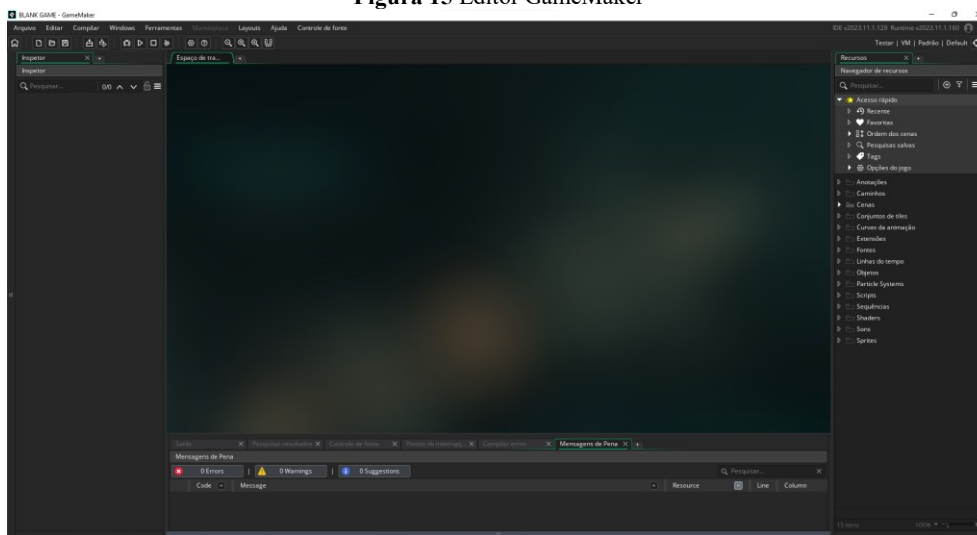 Figura 15 Editor GameMaker
BLANK GAME - GameMaker
Arquivo Editar Compilar Windows Ferramentas Marketplace Layouts Ajuda Controle de fonte
IDE v2023.11.1.129 Runtime v2023.11.1.160
Testar | VM | Padrão | Default
Inspetor
Inspetor
Pesquisar... 0/0
Espaço de tra...
Recursos
Navegador de recursos
Pesquisar...
Acesso rápido
Recente
Favoritas
Ordem dos cenas
Pesquisas salvas
Tags
Opções do jogo
Anotações
Caminhos
Cenas
Conjuntos de tiles
Curvas da animação
Extensões
Fontes
Linhas do tempo
Objetos
Particle Systems
Scripts
Sequências
Shaders
Sons
Sprites
Saída Pesquisar resultados Controle de fonte Pontos de Interrupç... Compilar error Mensagens de Pena
Mensagens de Pena
0 Errors | 0 Warnings | 0 Suggestions Pesquisar...
Code Message Resource Line Column
15 itens 100%